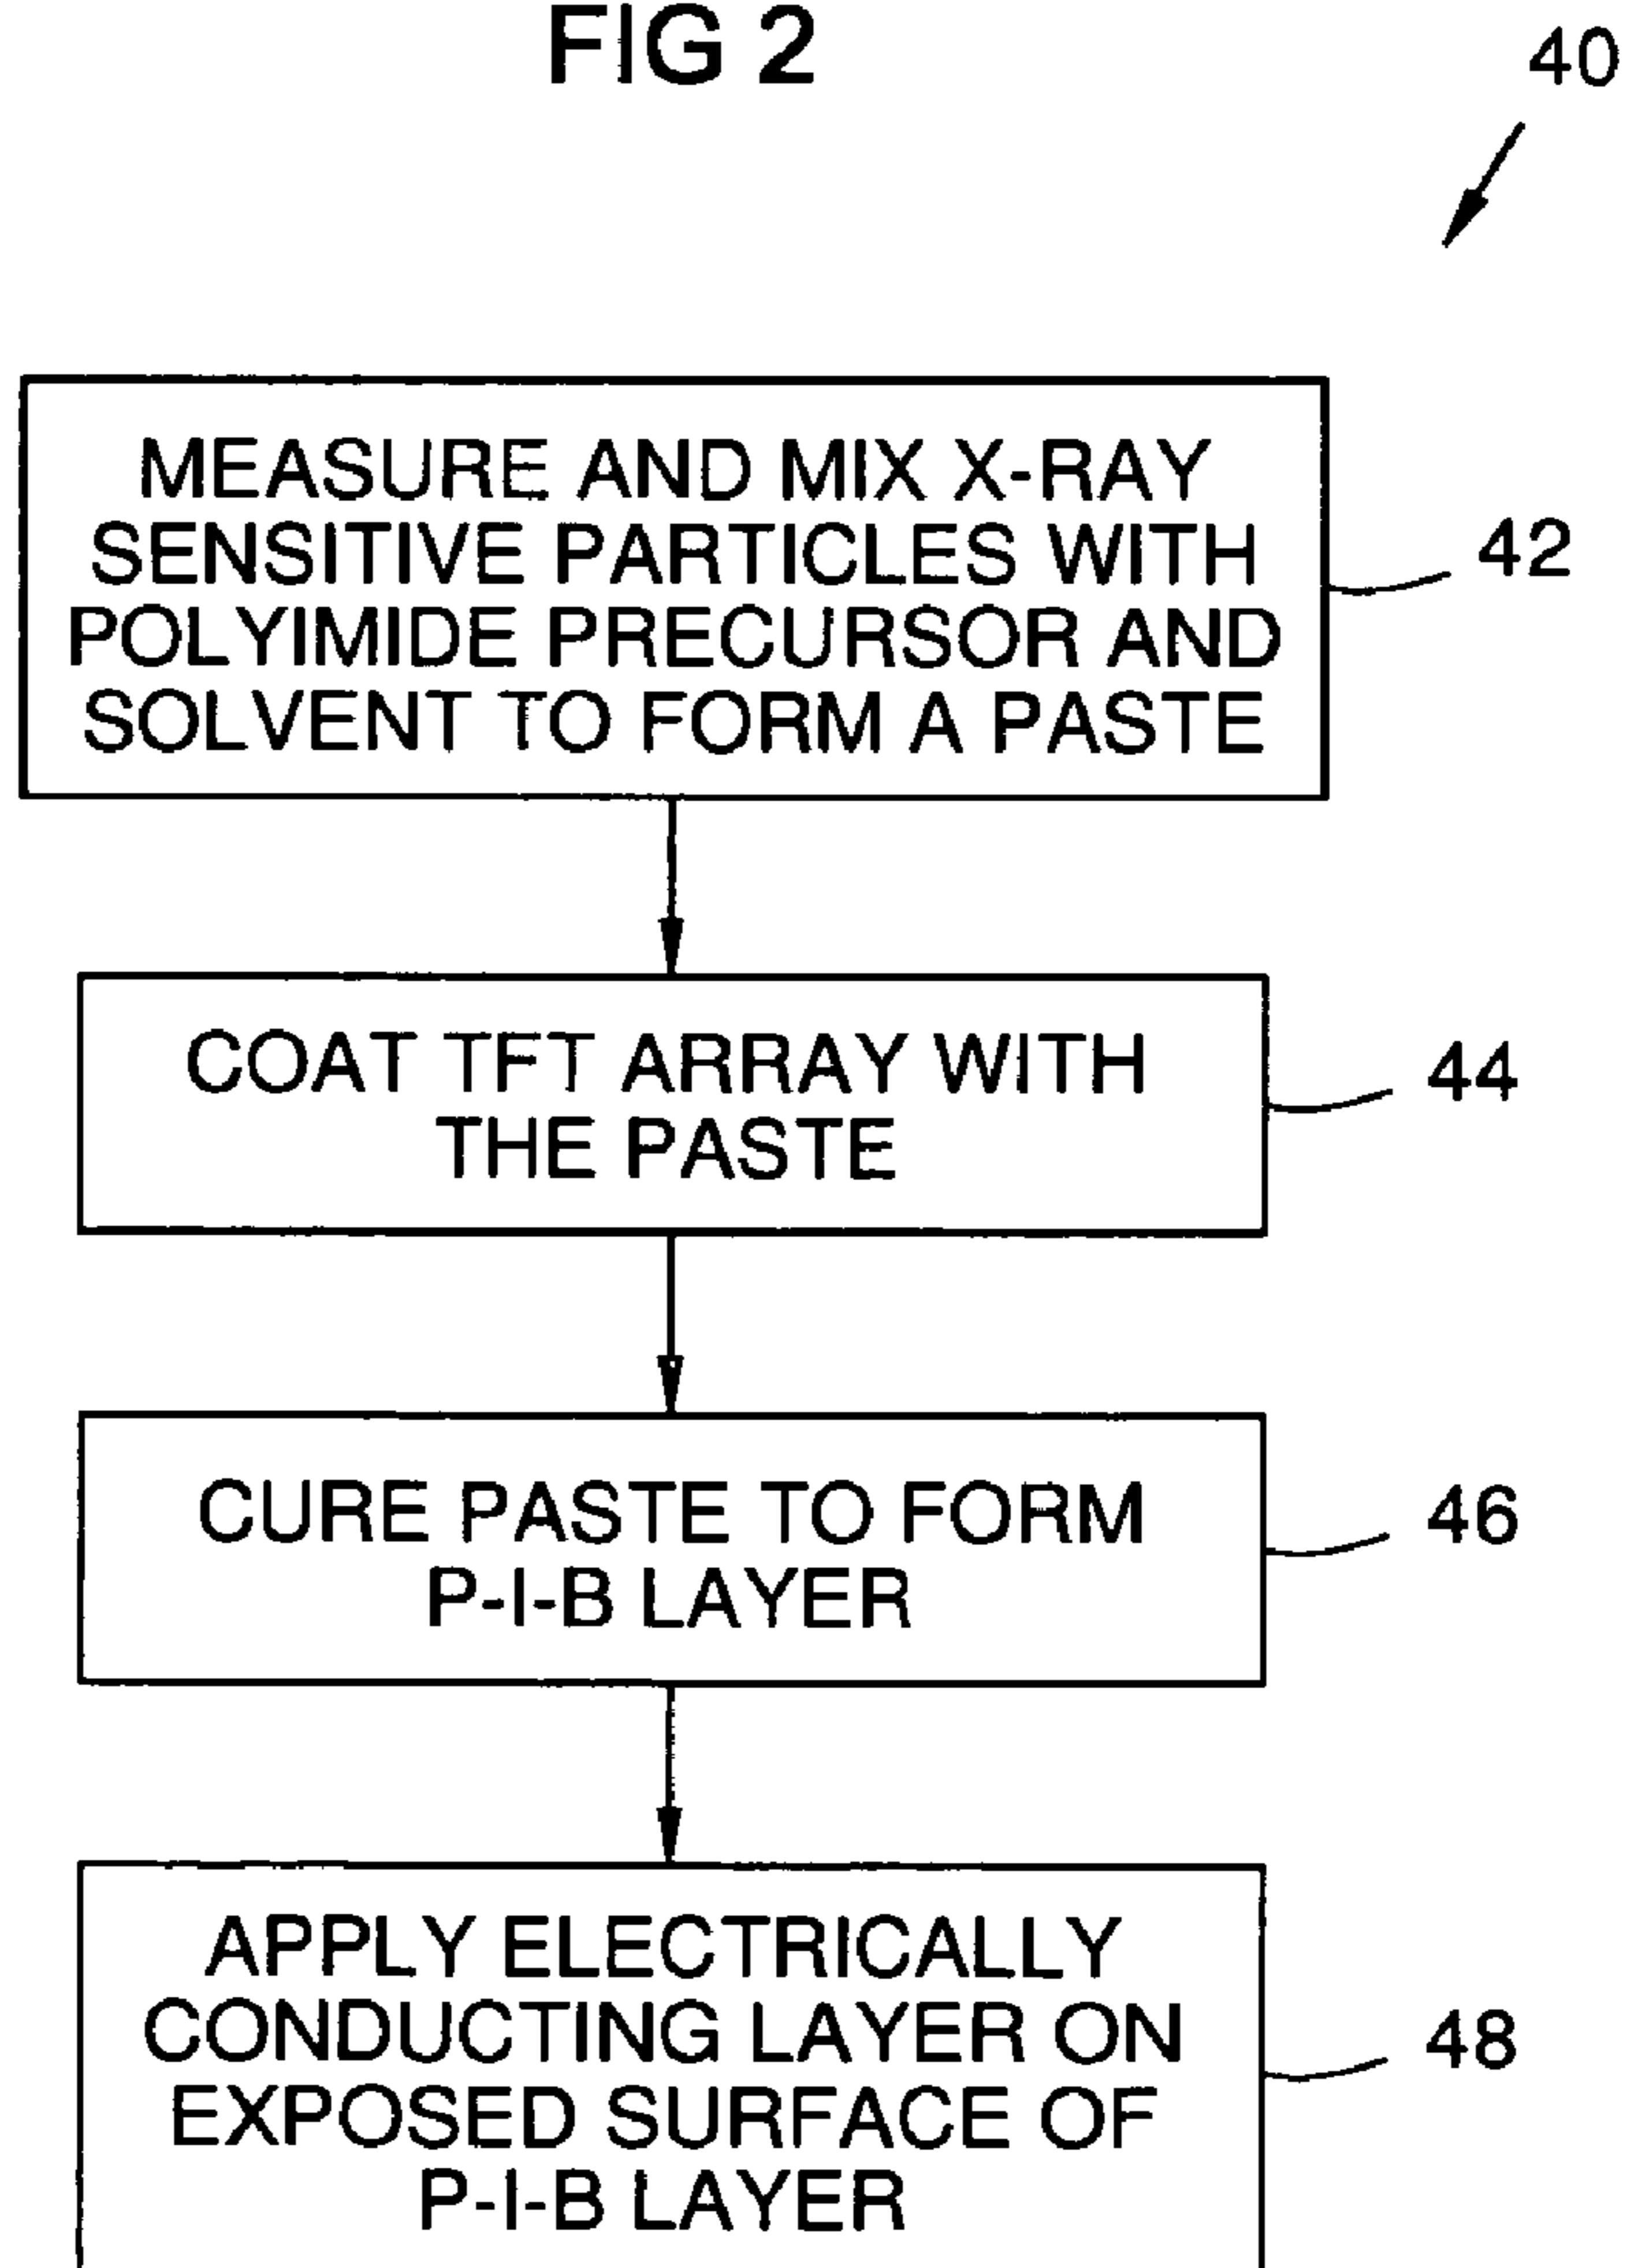 FIG 2
40
MEASURE AND MIX X-RAY
SENSITIVE PARTICLES WITH
POLYIMIDE PRECURSOR AND
SOLVENT TO FORM A PASTE
42
COAT TFT ARRAY WITH
THE PASTE
44
CURE PASTE TO FORM
P-I-B LAYER
46
APPLY ELECTRICALLY
CONDUCTING LAYER ON
EXPOSED SURFACE OF
P-I-B LAYER
48